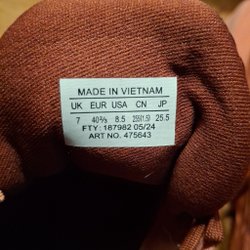 MADE IN VIETNAM
UK EUR USA CN JP
7 40⅔ 8.5 255(1.5) 25.5
FTY: 187982 05/24
ART NO. 475643